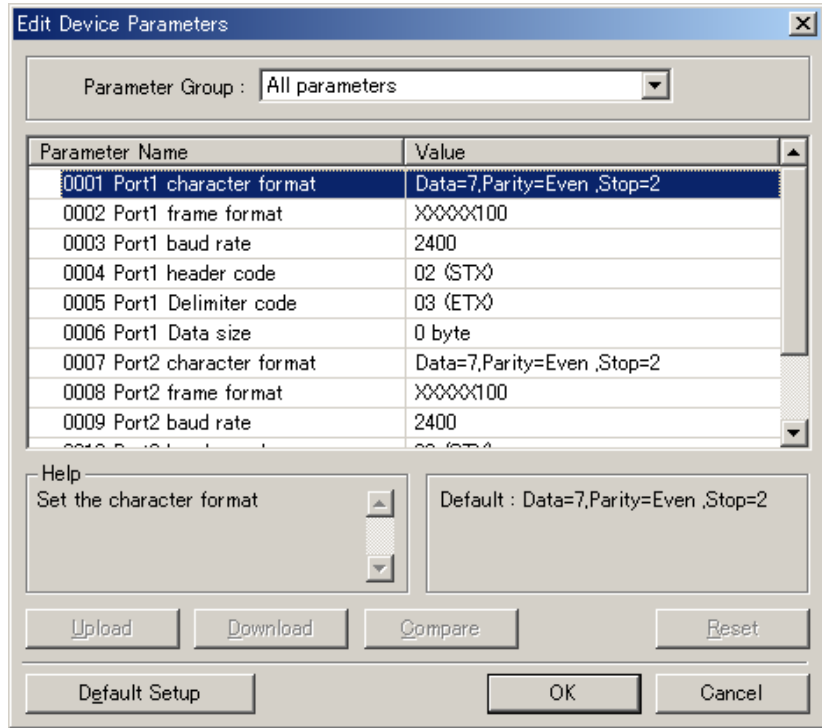 Edit Device Parameters
Parameter Group : All parameters
Parameter Name Value
0001 Port1 character format Data=7,Parity=Even ,Stop=2
0002 Port1 frame format XXXXX100
0003 Port1 baud rate 2400
0004 Port1 header code 02 (STX)
0005 Port1 Delimiter code 03 (ETX)
0006 Port1 Data size 0 byte
0007 Port2 character format Data=7,Parity=Even ,Stop=2
0008 Port2 frame format XXXXX100
0009 Port2 baud rate 2400
Help
Set the character format
Default : Data=7,Parity=Even ,Stop=2
Upload Download Compare Reset
Default Setup OK Cancel